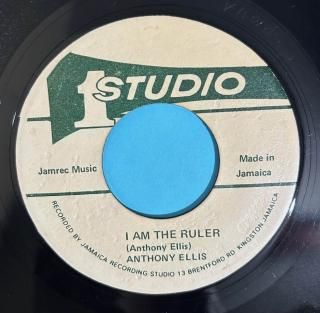 1 STUDIO
Jamrec Music
Made in
Jamaica
I AM THE RULER
(Anthony Ellis)
ANTHONY ELLIS
RECORDED BY JAMAICA RECORDING STUDIO 13 BRENTFORD RD KINGSTON JAMAICA